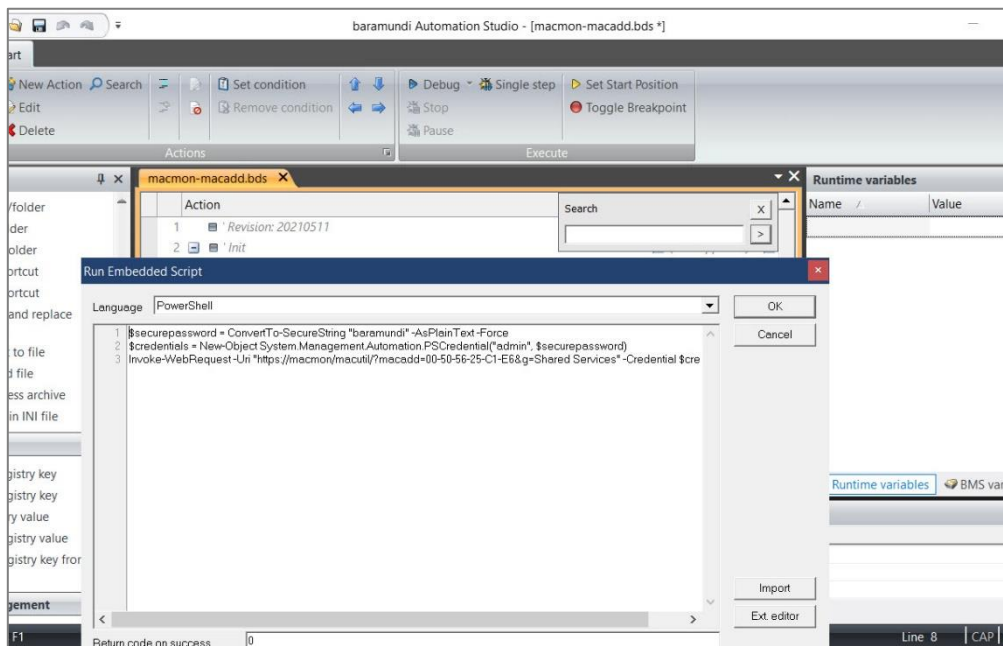 baramundi Automation Studio - [macmon-macadd.bds *]
art
New Action Search Set condition Debug Single step Set Start Position
Edit Remove condition Stop Toggle Breakpoint
Delete Pause
Actions Execute
macmon-macadd.bds X Runtime variables
/folder Action Search X Name Value
der 1 ' Revision: 20210511 >
older 2 ' Init
ortcut
ortcut
and replace
to file
d file
ess archive
in INI file
gistry key
gistry key
ry value
gistry value
gistry key fror
gement
Run Embedded Script
Language PowerShell OK
Cancel
1 $securepassword = ConvertTo-SecureString "baramundi" -AsPlainText -Force
2 $credentials = New-Object System.Management.Automation.PSCredential("admin", $securepassword)
3 Invoke-WebRequest -Uri "https://macmon/macutil/?macadd=00-50-56-25-C1-E6&g=Shared Services" -Credential $cre
Runtime variables BMS var
Import
Ext. editor
Return code on success 0
F1 Line 8 CAP